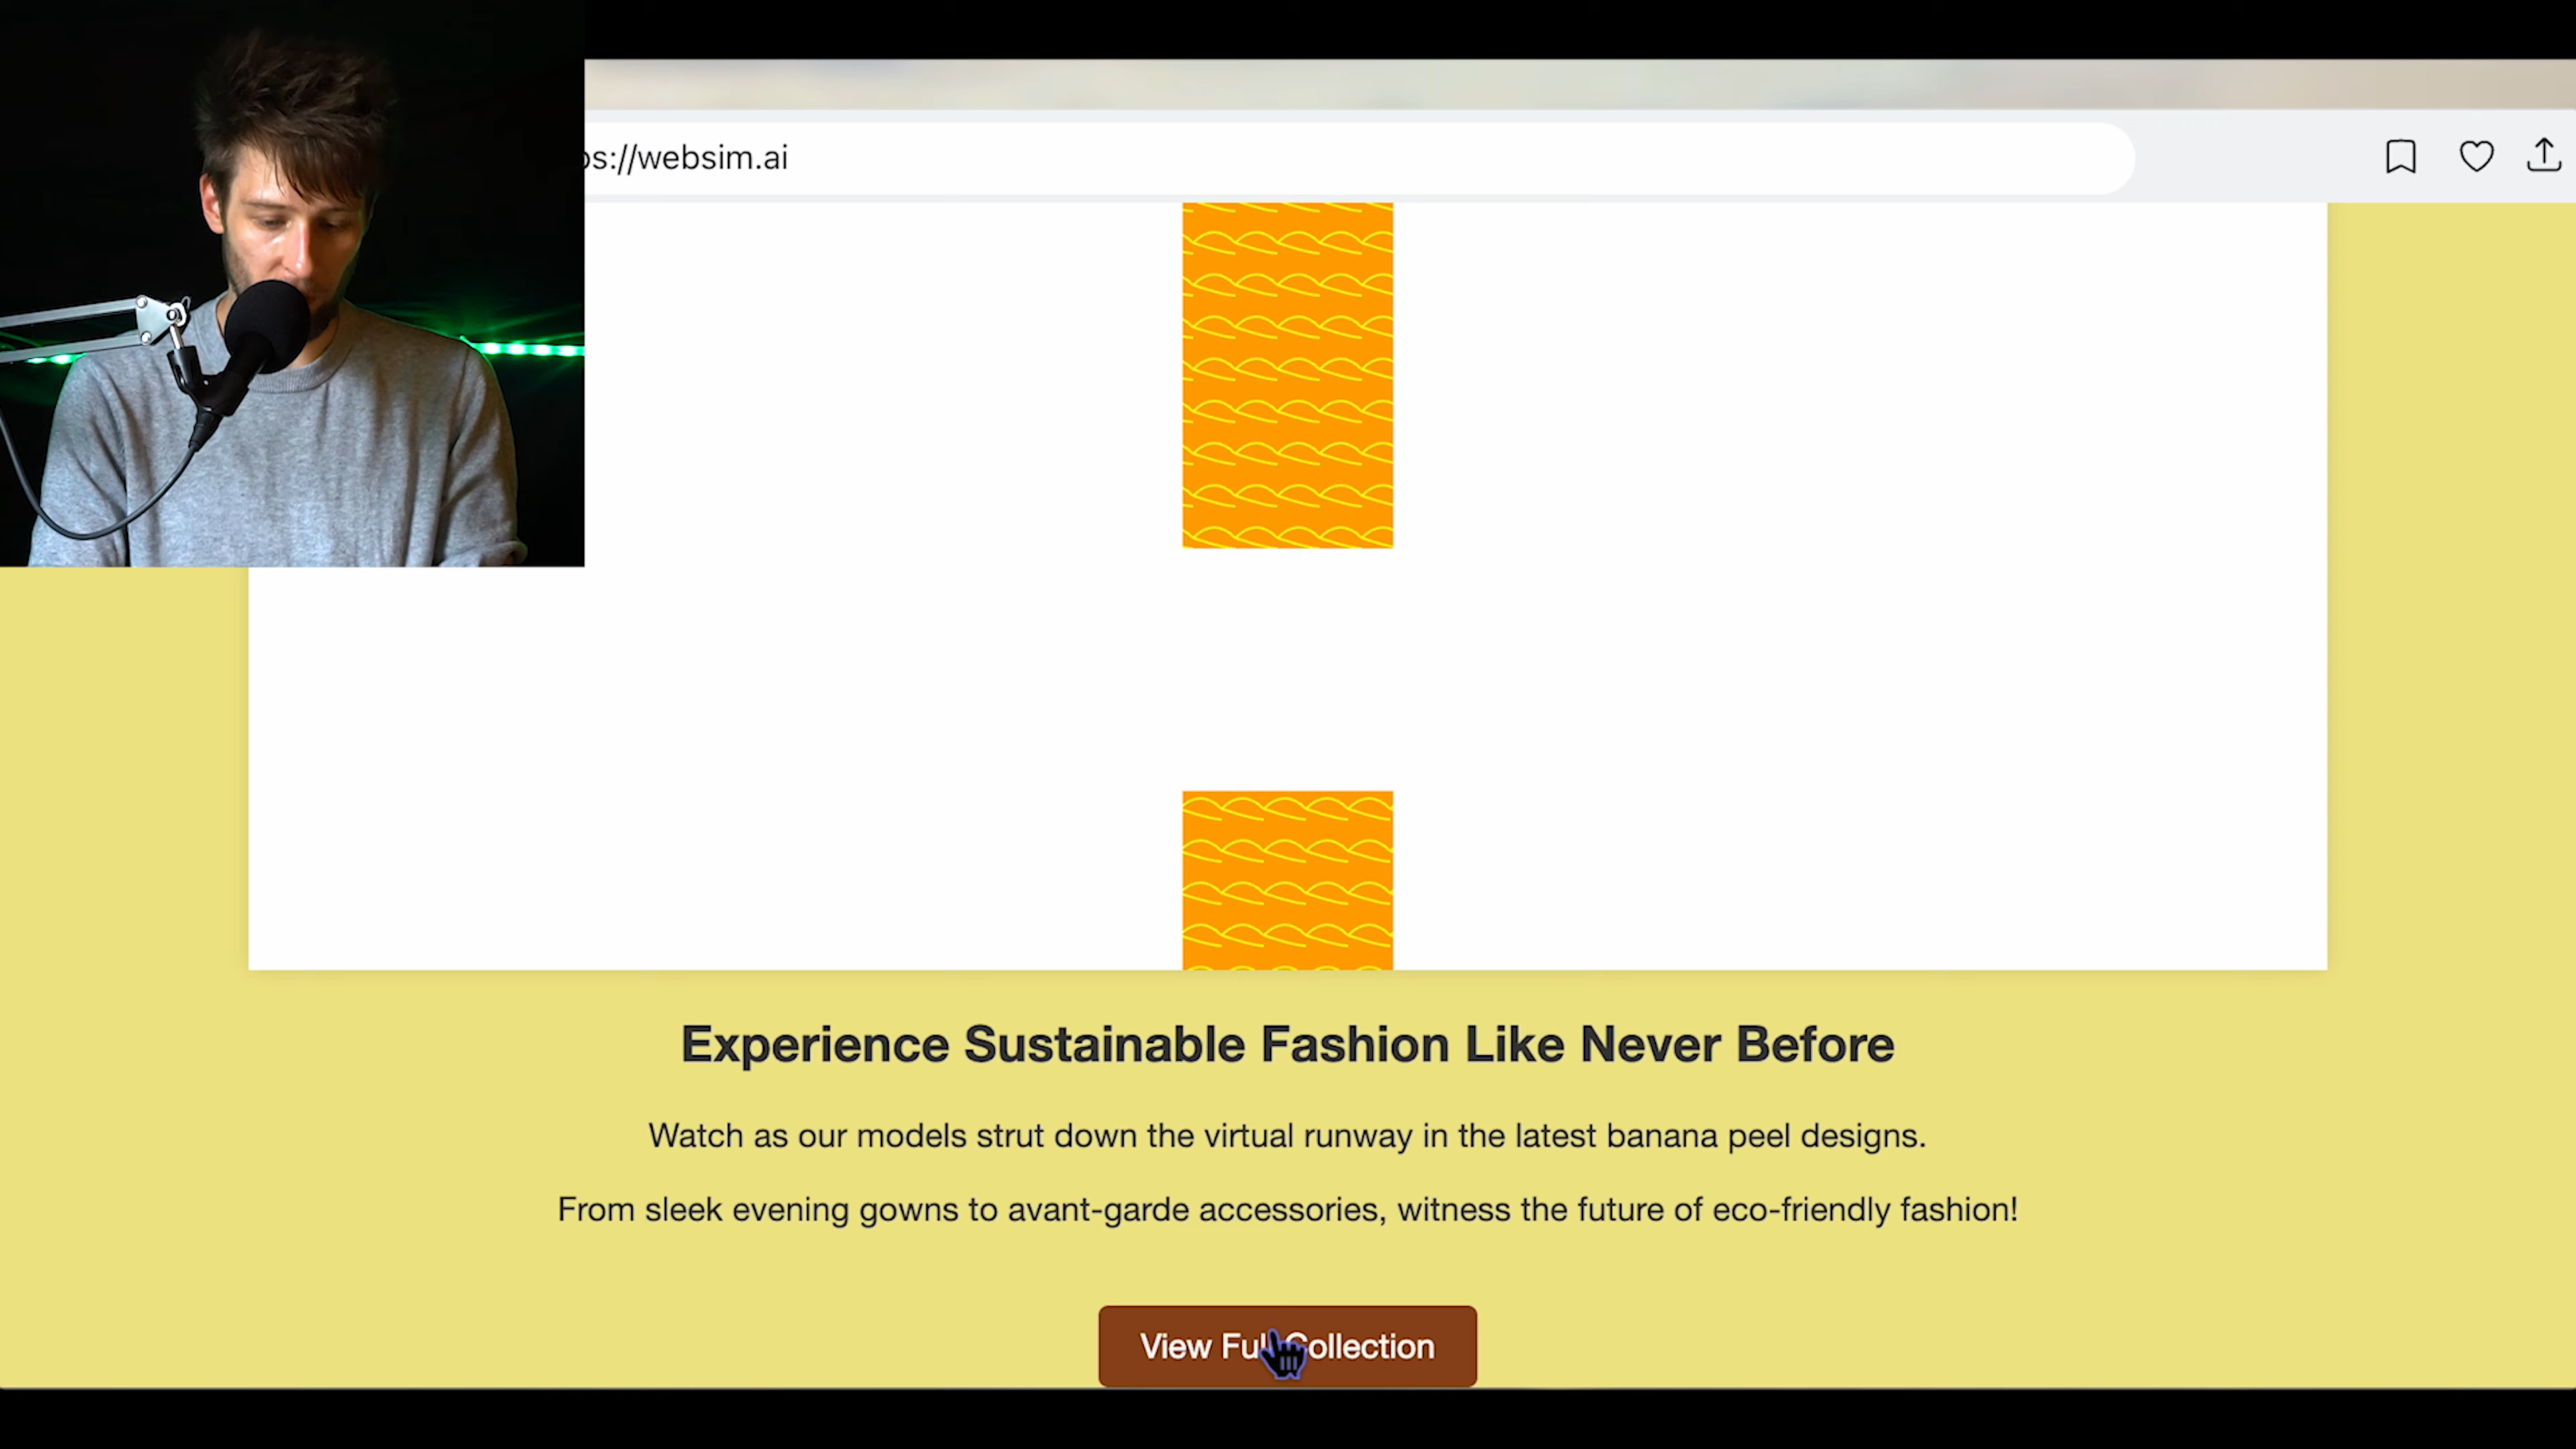 ps://websim.ai
Experience Sustainable Fashion Like Never Before
Watch as our models strut down the virtual runway in the latest banana peel designs.
From sleek evening gowns to avant-garde accessories, witness the future of eco-friendly fashion!
View Full Collection